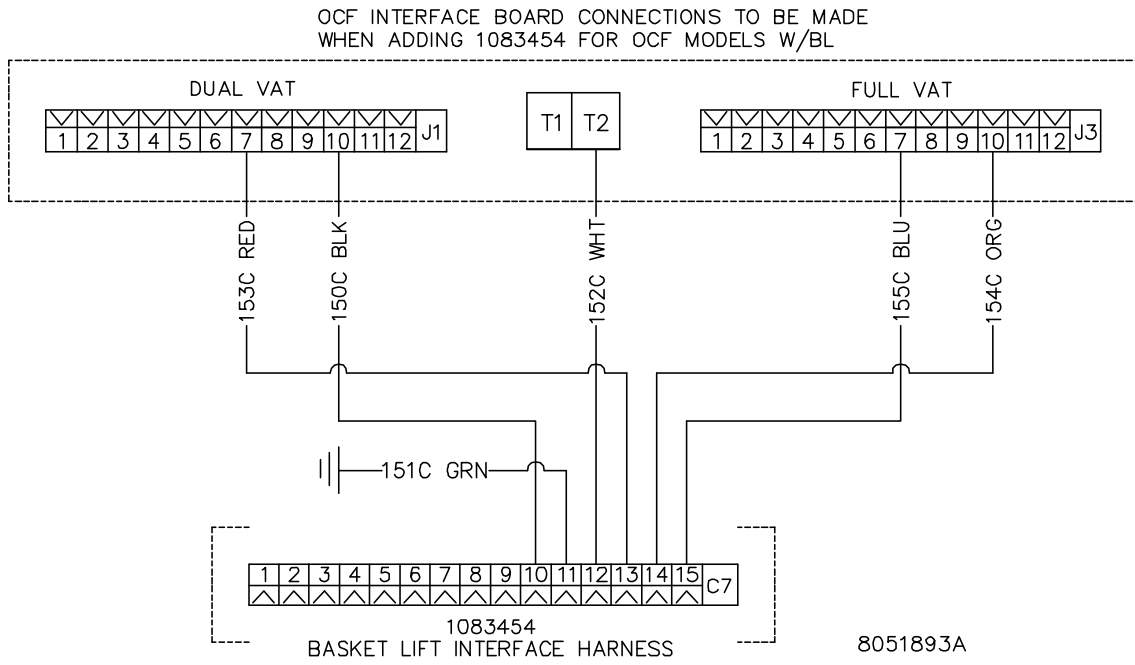 OCF INTERFACE BOARD CONNECTIONS TO BE MADE
WHEN ADDING 1083454 FOR OCF MODELS W/BL
DUAL VAT
FULL VAT
1 2 3 4 5 6 7 8 9 10 11 12 J1
T1 T2
1 2 3 4 5 6 7 8 9 10 11 12 J3
153C RED
150C BLK
152C WHT
155C BLU
154C ORG
151C GRN
1 2 3 4 5 6 7 8 9 10 11 12 13 14 15 C7
1083454
BASKET LIFT INTERFACE HARNESS
8051893A